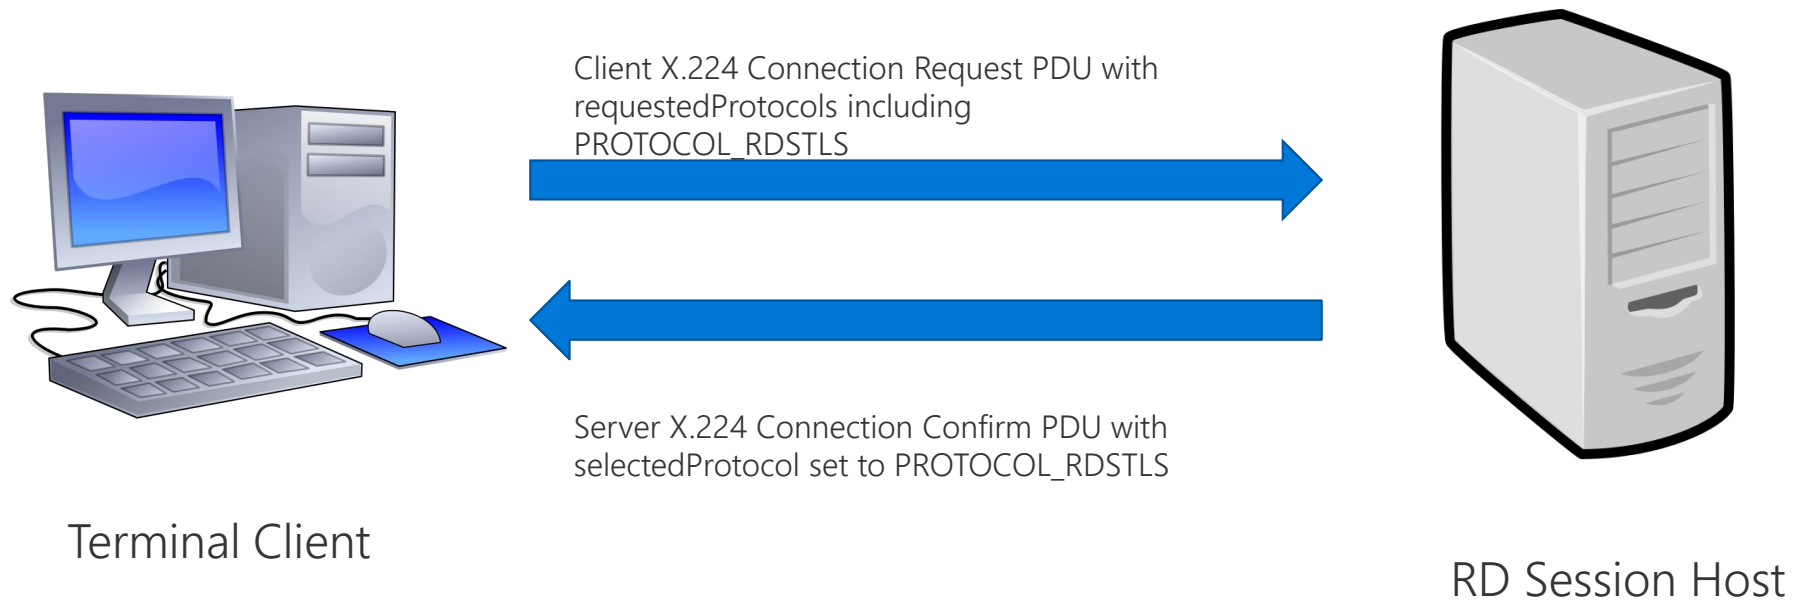 Client X.224 Connection Request PDU with
requestedProtocols including
PROTOCOL_RDSTLS
Server X.224 Connection Confirm PDU with
selectedProtocol set to PROTOCOL_RDSTLS
Terminal Client
RD Session Host